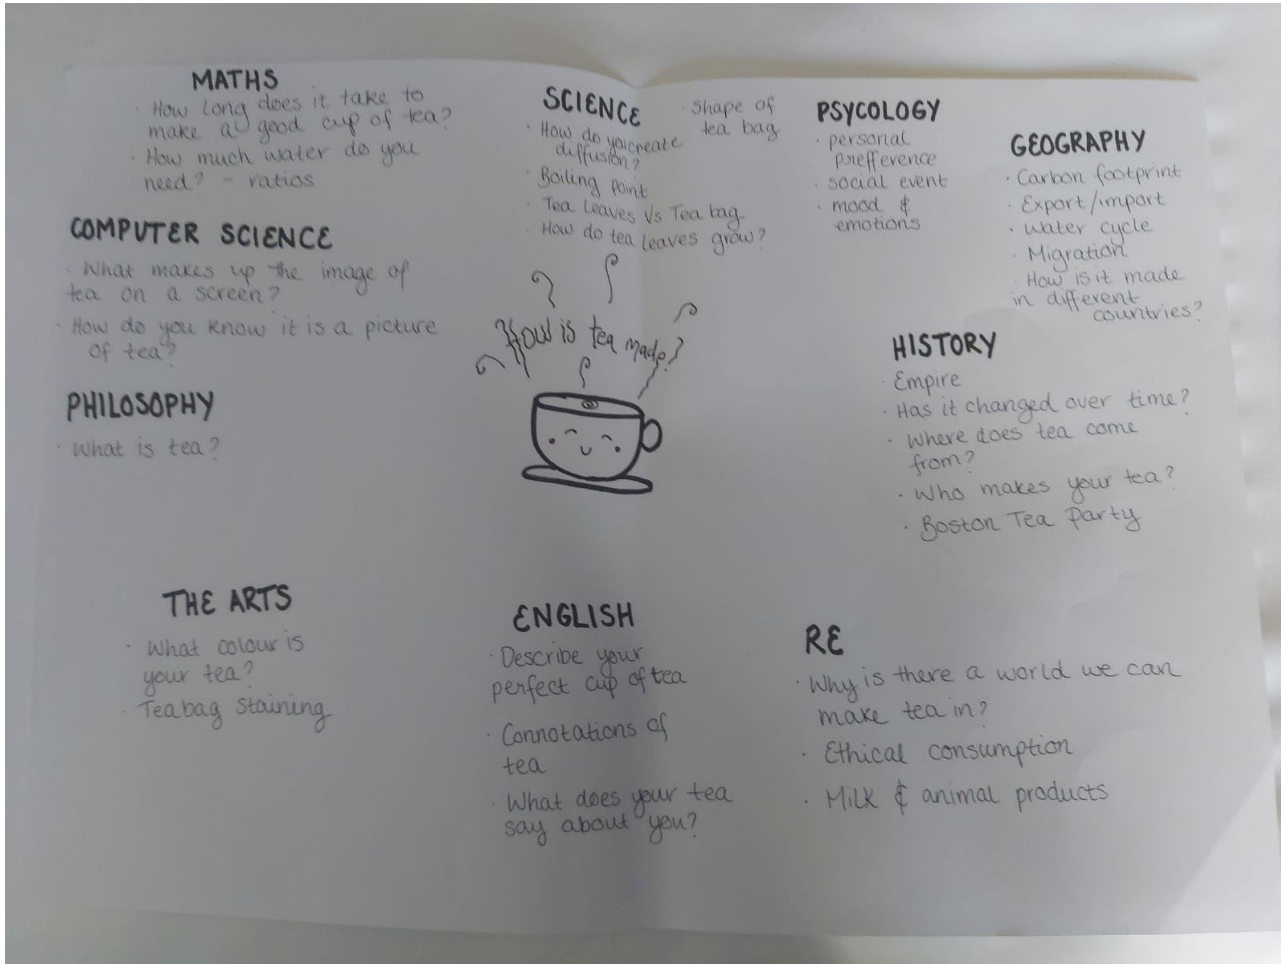 MATHS
· How long does it take to
make a good cup of tea?
· How much water do you
need? - ratios
SCIENCE
· How do you create
diffusion?
· Boiling point
· Tea leaves Vs Tea bag
· How do tea leaves grow?
· Shape of
tea bag
PSYCOLOGY
· personal
prefference
· social event
· mood &
emotions
GEOGRAPHY
· Carbon footprint
· Export/import
· Water cycle
· Migration
· How is it made
in different
countries?
COMPUTER SCIENCE
· What makes up the image of
tea on a screen?
· How do you know it is a picture
of tea?
How is tea made?
HISTORY
· Empire
· Has it changed over time?
· Where does tea come
from?
· Who makes your tea?
· Boston Tea Party
PHILOSOPHY
· What is tea?
THE ARTS
· What colour is
your tea?
· Teabag staining
ENGLISH
· Describe your
perfect cup of tea
· Connotations of
tea
· What does your tea
say about you?
RE
· Why is there a world we can
make tea in?
· Ethical consumption
· Milk & animal products